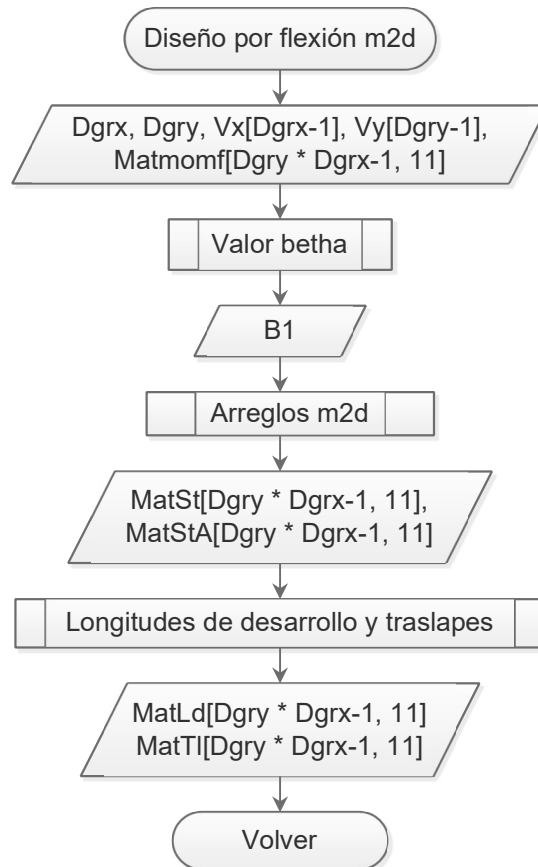 Diseño por flexión m2d
Dgrx, Dgry, Vx[Dgrx-1], Vy[Dgry-1],
Matmomf[Dgry * Dgrx-1, 11]
Valor betha
B1
Arreglos m2d
MatSt[Dgry * Dgrx-1, 11],
MatStA[Dgry * Dgrx-1, 11]
Longitudes de desarrollo y traslapes
MatLd[Dgry * Dgrx-1, 11]
MatTl[Dgry * Dgrx-1, 11]
Volver